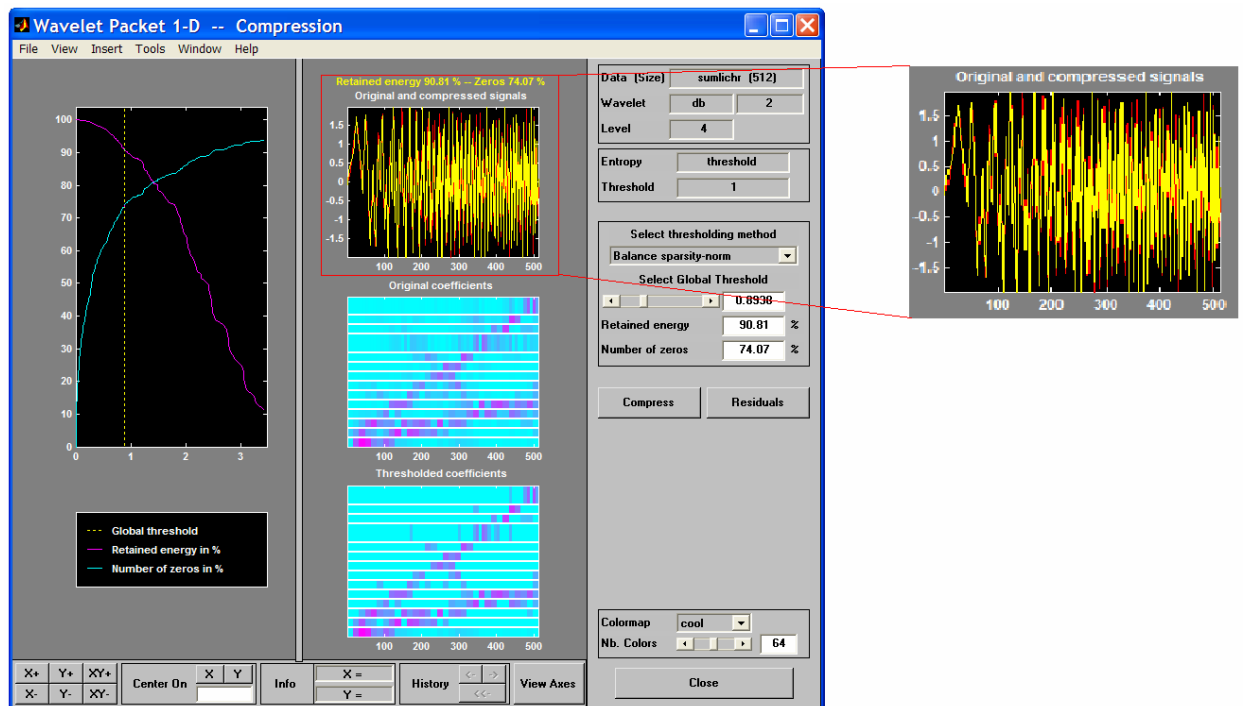 Wavelet Packet 1-D -- Compression
File View Insert Tools Window Help
100
90
80
70
60
50
40
30
20
10
0
0 1 2 3
Global threshold
Retained energy in %
Number of zeros in %
Retained energy 90.81 % -- Zeros 74.07 %
Original and compressed signals
1.5
1
0.5
0
-0.5
-1
-1.5
100 200 300 400 500
Original coefficients
100 200 300 400 500
Thresholded coefficients
100 200 300 400 500
Data (Size) sumlichr (512)
Wavelet db 2
Level 4
Entropy threshold
Threshold 1
Select thresholding method
Balance sparsity-norm
Select Global Threshold
0.8938
Retained energy 90.81 %
Number of zeros 74.07 %
Compress Residuals
Colormap cool
Nb. Colors 64
Close
X+ Y+ XY+
X- Y- XY-
Center On X Y
Info X =
Y =
History <- ->
<<-
View Axes
Original and compressed signals
1.5
1
0.5
0
-0.5
-1
-1.5
100 200 300 400 500